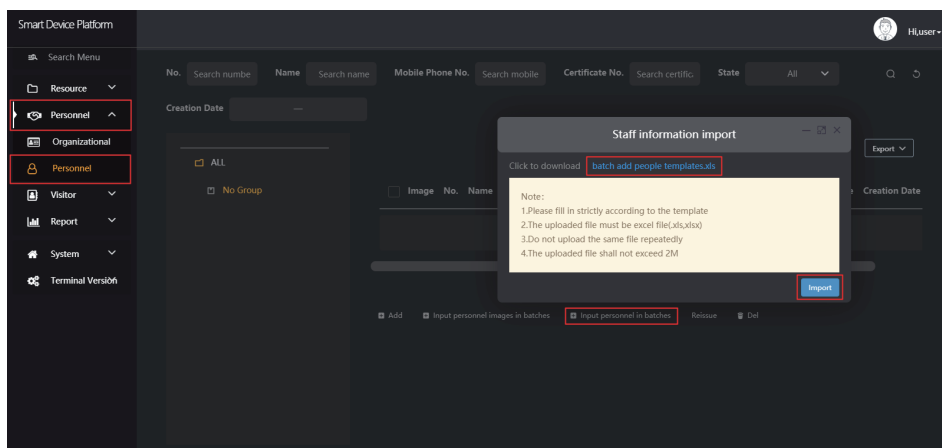 Smart Device Platform
Hi,user
Search Menu
No. Search numbe Name Search name Mobile Phone No. Search mobile Certificate No. Search certific. State All
Resource
Creation Date —
Personnel
Staff information import
Organizational
Export
ALL
Click to download batch add people templates.xls
Personnel
No Group
Image No. Name
Creation Date
Visitor
Note:
1.Please fill in strictly according to the template
2.The uploaded file must be excel file(.xls,xlsx)
3.Do not upload the same file repeatedly
4.The uploaded file shall not exceed 2M
Report
System
Terminal Version
Import
Add Input personnel images in batches Input personnel in batches Reissue Del